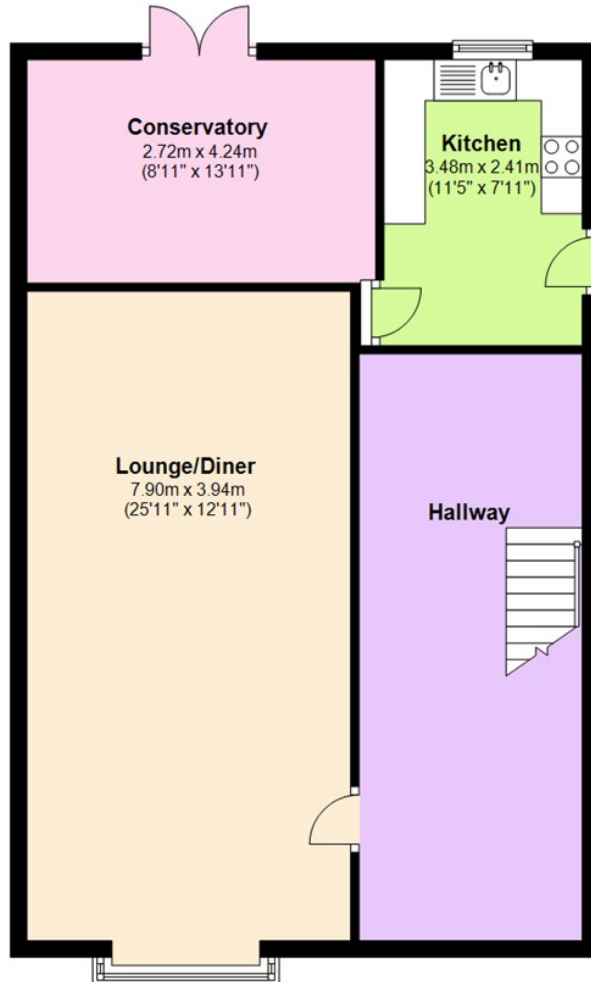 Conservatory
2.72m x 4.24m
(8'11" x 13'11")
Kitchen
3.48m x 2.41m
(11'5" x 7'11")
Lounge/Diner
7.90m x 3.94m
(25'11" x 12'11")
Hallway